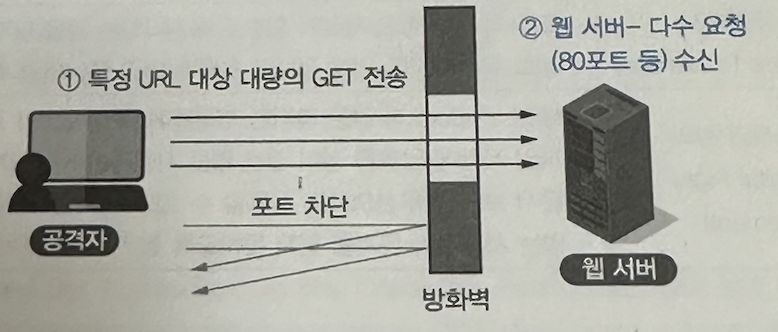 ① 특정 URL 대상 대량의 GET 전송
② 웹 서버- 다수 요청
(80포트 등) 수신
포트 차단
공격자
방화벽
웹 서버